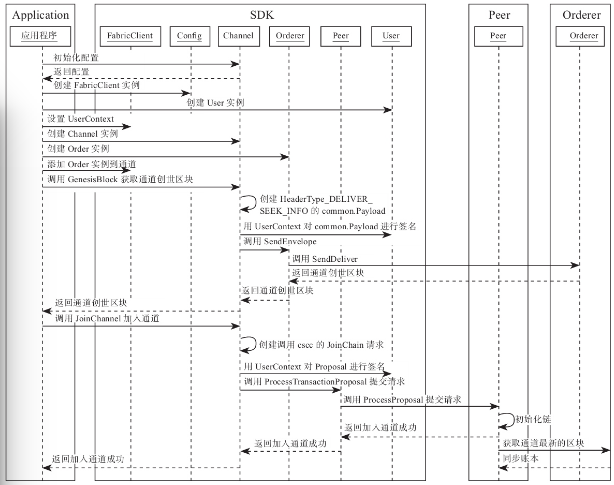 Application
SDK
Peer
Orderer
应用程序
FabricClient
Config
Channel
Orderer
Peer
User
Peer
Orderer
初始化配置
返回配置
创建 FabricClient 实例
创建 User 实例
设置 UserContext
创建 Channel 实例
创建 Order 实例
添加 Order 实例到通道
调用 GenesisBlock 获取通道创世区块
创建 HeaderType_DELIVER_
SEEK_INFO 的 common.Payload
用 UserContext 对 common.Payload 进行签名
调用 SendEnvelope
调用 SendDeliver
返回通道创世区块
返回通道创世区块
返回通道创世区块
调用 JoinChannel 加入通道
创建调用 cscc 的 JoinChain 请求
用 UserContext 对 Proposal 进行签名
调用 ProcessTransactionProposal 提交请求
调用 ProcessProposal 提交请求
初始化链
返回加入通道成功
返回加入通道成功
获取通道最新的区块
同步账本
返回加入通道成功